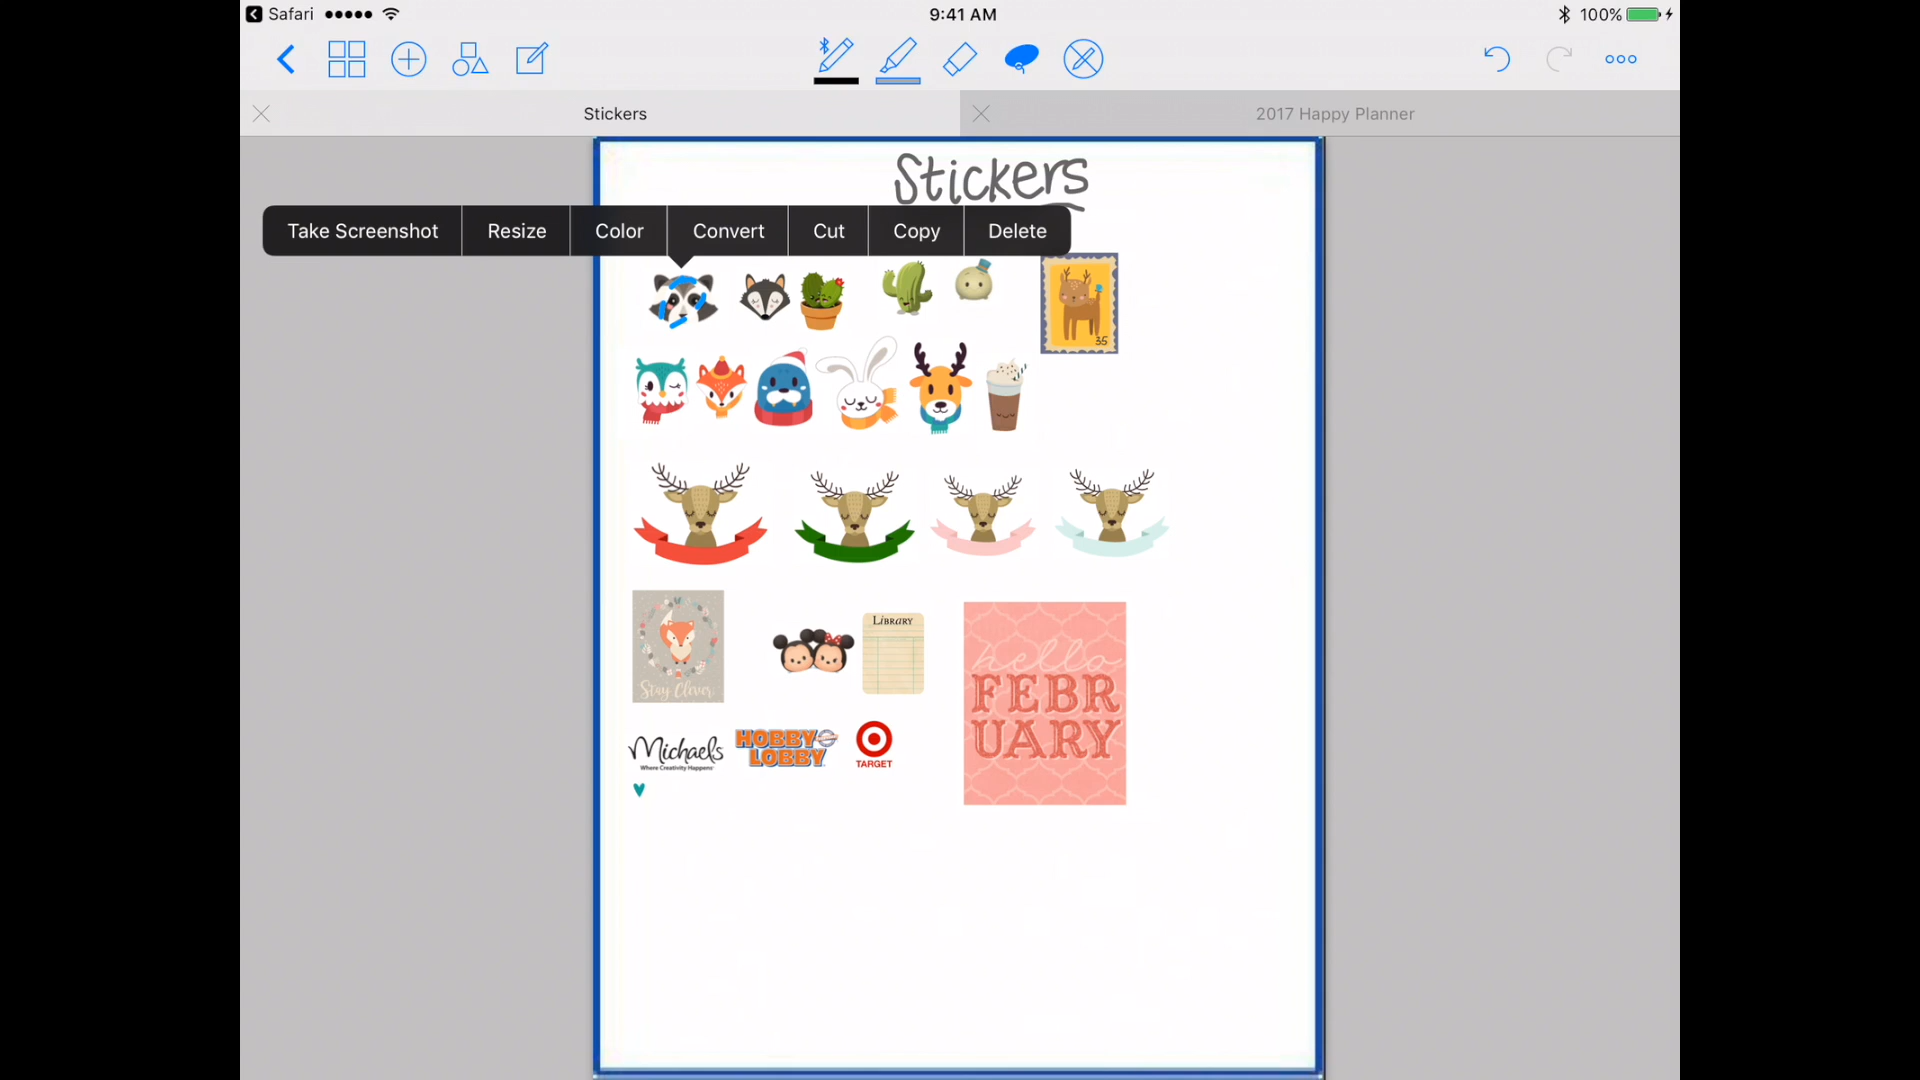 Safari
9:41 AM
100%
Stickers
2017 Happy Planner
Stickers
Take Screenshot
Resize
Color
Convert
Cut
Copy
Delete
35
Stay Clever
LIBRARY
hello
FEBR
UARY
Michaels
Where Creativity Happens
HOBBY
LOBBY
TARGET